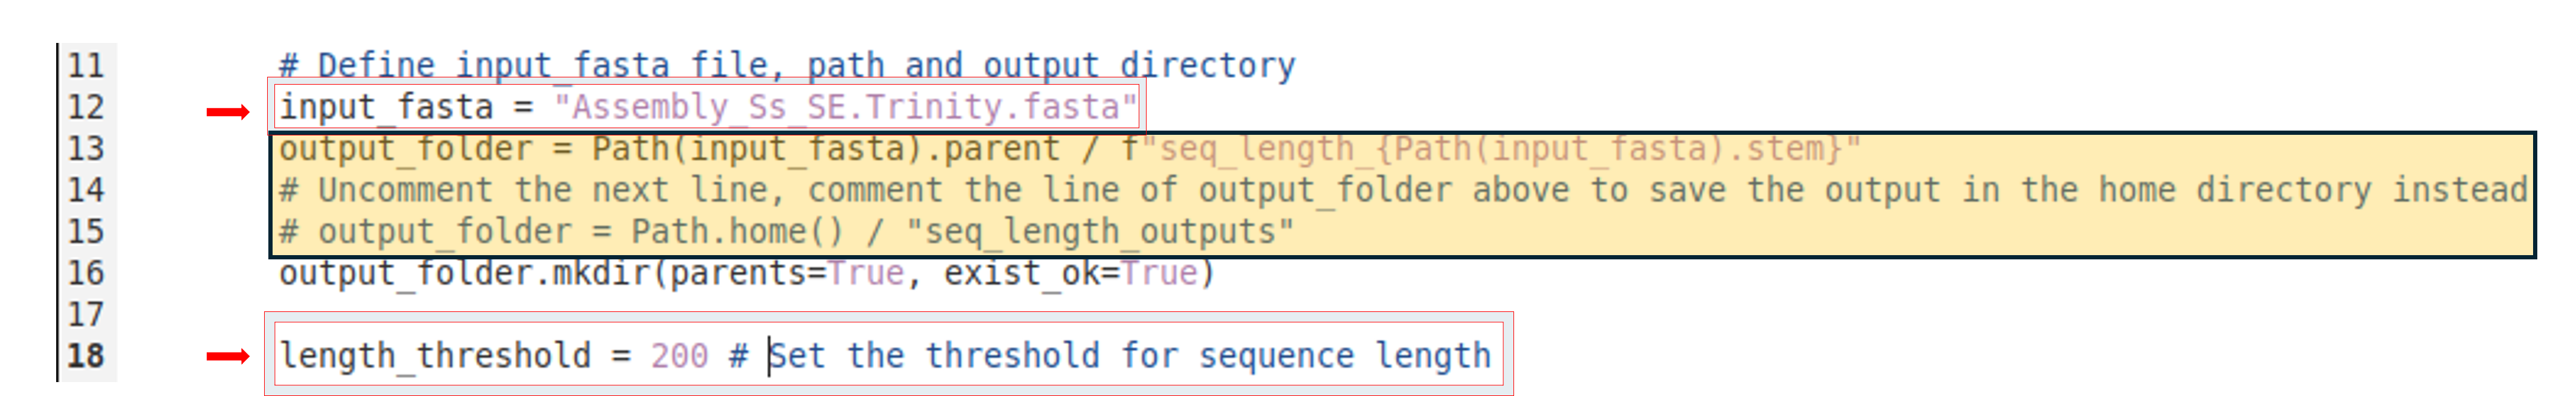 11 # Define input_fasta file, path and output directory
12 input_fasta = "Assembly_Ss_SE.Trinity.fasta"
13 output_folder = Path(input_fasta).parent / f"seq_length_{Path(input_fasta).stem}"
14 # Uncomment the next line, comment the line of output_folder above to save the output in the home directory instead
15 # output_folder = Path.home() / "seq_length_outputs"
16 output_folder.mkdir(parents=True, exist_ok=True)
17
18 length_threshold = 200 # Set the threshold for sequence length